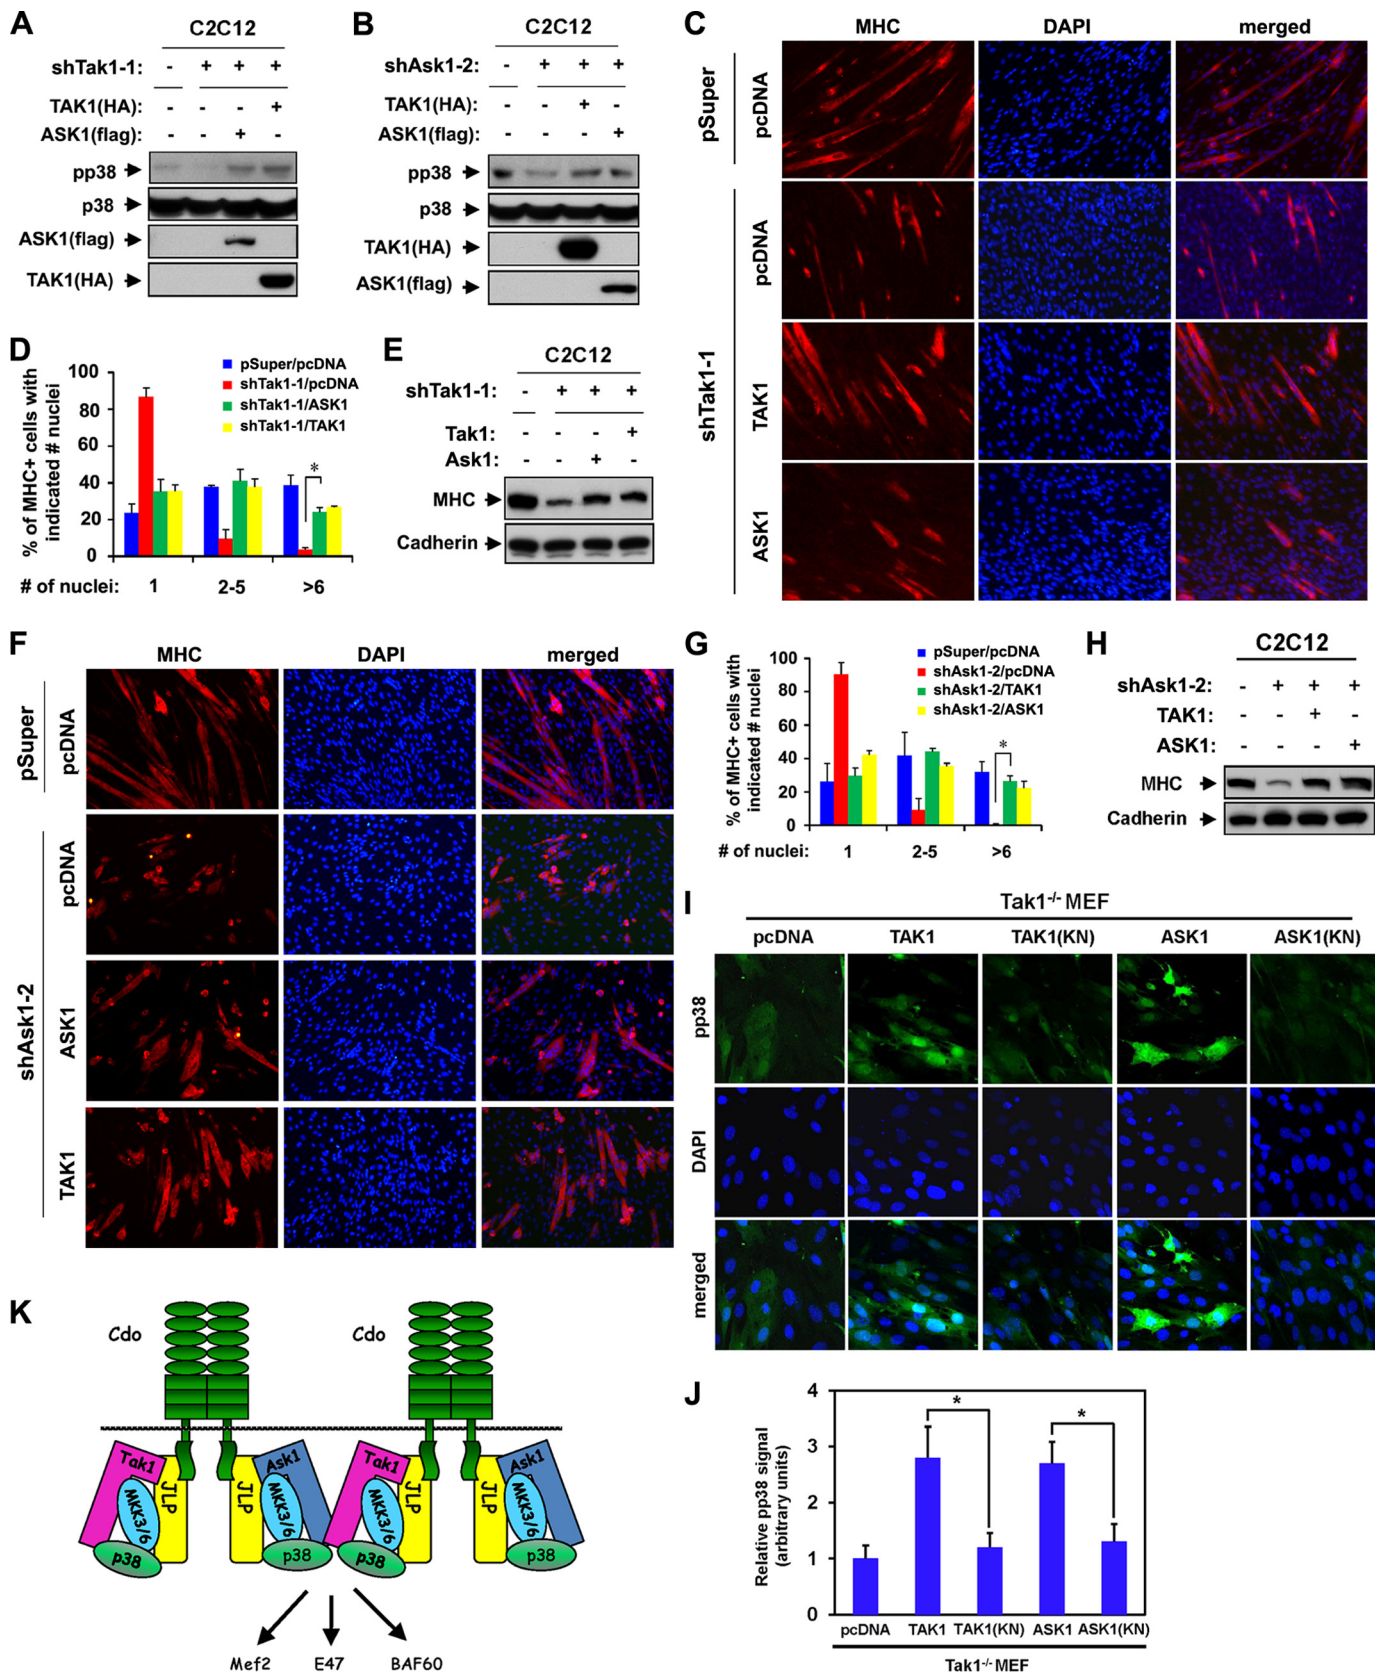 A
C2C12
shTak1-1: - + + +
TAK1(HA): - - - +
ASK1(flag): - - + -
pp38
p38
ASK1(flag)
TAK1(HA)
B
C2C12
shAsk1-2: - + + +
TAK1(HA): - - + -
ASK1(flag): - - - +
pp38
p38
TAK1(HA)
ASK1(flag)
C
MHC DAPI merged
pSuper
pcDNA
shTak1-1
pcDNA
TAK1
ASK1
D
% of MHC+ cells with
indicated # nuclei
100
80
60
40
20
0
pSuper/pcDNA
shTak1-1/pcDNA
shTak1-1/ASK1
shTak1-1/TAK1
*
# of nuclei: 1 2-5 >6
E
C2C12
shTak1-1: - + + +
Tak1: - - - +
Ask1: - - + -
MHC
Cadherin
F
MHC DAPI merged
pSuper
pcDNA
shAsk1-2
pcDNA
ASK1
TAK1
G
% of MHC+ cells with
indicated # nuclei
100
80
60
40
20
0
pSuper/pcDNA
shAsk1-2/pcDNA
shAsk1-2/TAK1
shAsk1-2/ASK1
*
# of nuclei: 1 2-5 >6
H
C2C12
shAsk1-2: - + + +
TAK1: - - + -
ASK1: - - - +
MHC
Cadherin
I
Tak1-/- MEF
pcDNA TAK1 TAK1(KN) ASK1 ASK1(KN)
pp38
DAPI
merged
J
Relative pp38 signal
(arbitrary units)
4
3
2
1
0
* *
pcDNA TAK1 TAK1(KN) ASK1 ASK1(KN)
Tak1-/- MEF
K
Cdo Cdo
Tak1 Ask1 Tak1 Ask1
JLP JLP JLP JLP
MKK3/6 MKK3/6 MKK3/6 MKK3/6
p38 p38 p38 p38
Mef2 E47 BAF60